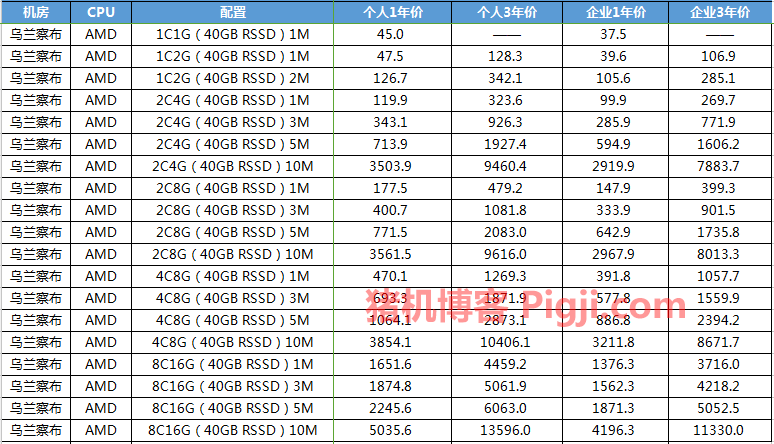 机房 CPU 配置 个人1年价 个人3年价 企业1年价 企业3年价
乌兰察布 AMD 1C1G（40GB RSSD）1M 45.0 —— 37.5 ——
乌兰察布 AMD 1C2G（40GB RSSD）1M 47.5 128.3 39.6 106.9
乌兰察布 AMD 1C2G（40GB RSSD）2M 126.7 342.1 105.6 285.1
乌兰察布 AMD 2C4G（40GB RSSD）1M 119.9 323.6 99.9 269.7
乌兰察布 AMD 2C4G（40GB RSSD）3M 343.1 926.3 285.9 771.9
乌兰察布 AMD 2C4G（40GB RSSD）5M 713.9 1927.4 594.9 1606.2
乌兰察布 AMD 2C4G（40GB RSSD）10M 3503.9 9460.4 2919.9 7883.7
乌兰察布 AMD 2C8G（40GB RSSD）1M 177.5 479.2 147.9 399.3
乌兰察布 AMD 2C8G（40GB RSSD）3M 400.7 1081.8 333.9 901.5
乌兰察布 AMD 2C8G（40GB RSSD）5M 771.5 2083.0 642.9 1735.8
乌兰察布 AMD 2C8G（40GB RSSD）10M 3561.5 9616.0 2967.9 8013.3
乌兰察布 AMD 4C8G（40GB RSSD）1M 470.1 1269.3 391.8 1057.7
乌兰察布 AMD 4C8G（40GB RSSD）3M 693.3 1871.9 577.8 1559.9
猪机博客 Pigji.com
乌兰察布 AMD 4C8G（40GB RSSD）5M 1064.1 2873.1 886.8 2394.2
乌兰察布 AMD 4C8G（40GB RSSD）10M 3854.1 10406.1 3211.8 8671.7
乌兰察布 AMD 8C16G（40GB RSSD）1M 1651.6 4459.2 1376.3 3716.0
乌兰察布 AMD 8C16G（40GB RSSD）3M 1874.8 5061.9 1562.3 4218.2
乌兰察布 AMD 8C16G（40GB RSSD）5M 2245.6 6063.0 1871.3 5052.5
乌兰察布 AMD 8C16G（40GB RSSD）10M 5035.6 13596.0 4196.3 11330.0